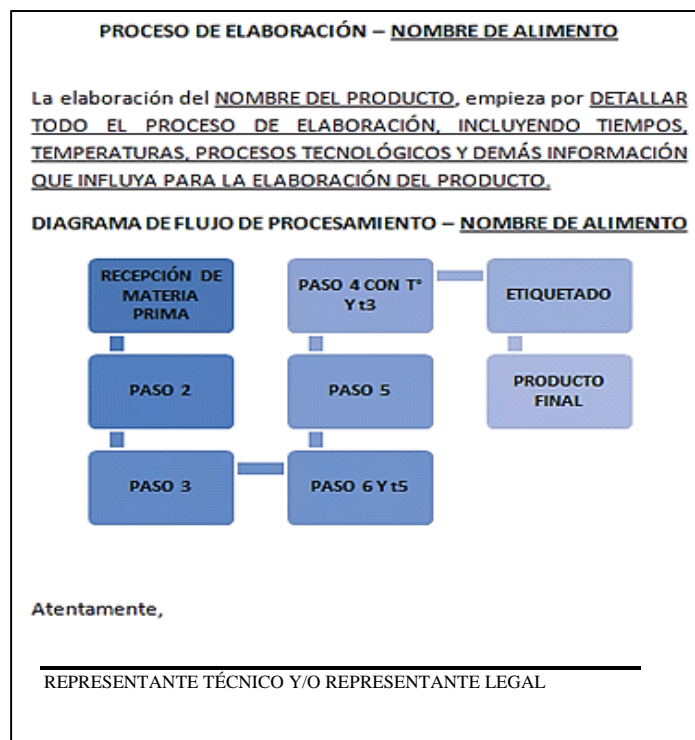 PROCESO DE ELABORACIÓN – NOMBRE DE ALIMENTO
La elaboración del NOMBRE DEL PRODUCTO, empieza por DETALLAR
TODO EL PROCESO DE ELABORACIÓN, INCLUYENDO TIEMPOS,
TEMPERATURAS, PROCESOS TECNOLÓGICOS Y DEMÁS INFORMACIÓN
QUE INFLUYA PARA LA ELABORACIÓN DEL PRODUCTO.
DIAGRAMA DE FLUJO DE PROCESAMIENTO – NOMBRE DE ALIMENTO
RECEPCIÓN DE
MATERIA
PRIMA
PASO 2
PASO 3
PASO 6 Y t5
PASO 5
PASO 4 CON T°
Y t3
ETIQUETADO
PRODUCTO
FINAL
Atentamente,
REPRESENTANTE TÉCNICO Y/O REPRESENTANTE LEGAL